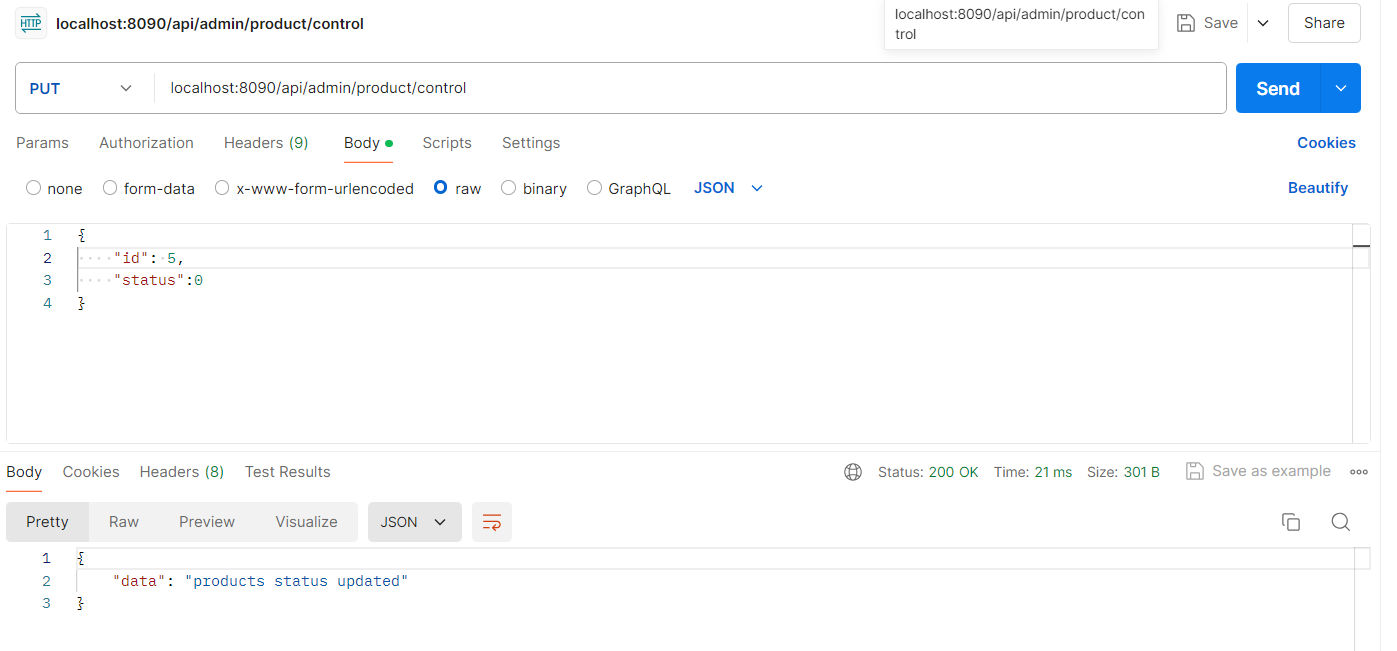 HTTP localhost:8090/api/admin/product/control
localhost:8090/api/admin/product/con
trol
Save
Share
PUT localhost:8090/api/admin/product/control Send
Params Authorization Headers (9) Body Scripts Settings Cookies
none form-data x-www-form-urlencoded raw binary GraphQL JSON Beautify
1 {
2 ····"id":·5,
3 ····"status":0
4 }
Body Cookies Headers (8) Test Results Status: 200 OK Time: 21 ms Size: 301 B Save as example
Pretty Raw Preview Visualize JSON
1 {
2 "data": "products status updated"
3 }